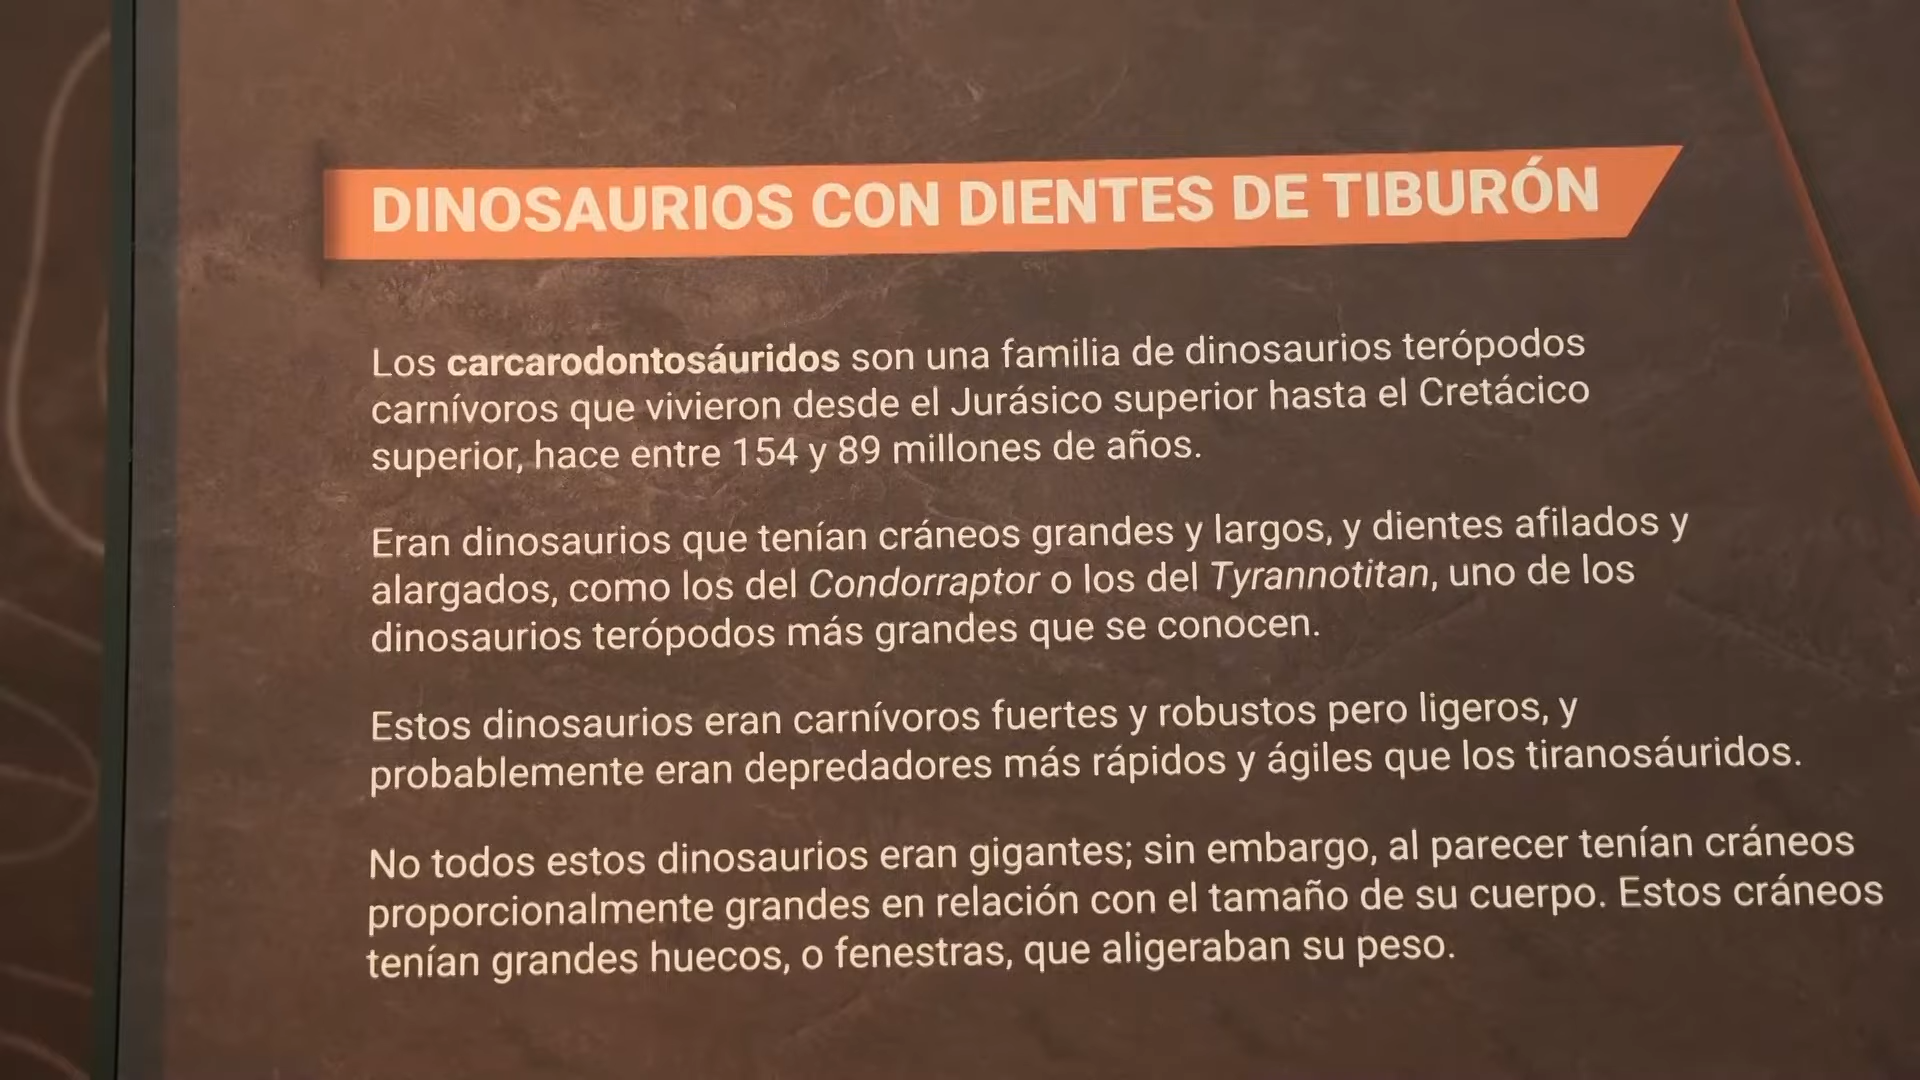 DINOSAURIOS CON DIENTES DE TIBURÓN
Los carcarodontosáuridos son una familia de dinosaurios terópodos
carnívoros que vivieron desde el Jurásico superior hasta el Cretácico
superior, hace entre 154 y 89 millones de años.
Eran dinosaurios que tenían cráneos grandes y largos, y dientes afilados y
alargados, como los del Condorraptor o los del Tyrannotitan, uno de los
dinosaurios terópodos más grandes que se conocen.
Estos dinosaurios eran carnívoros fuertes y robustos pero ligeros, y
probablemente eran depredadores más rápidos y ágiles que los tiranosáuridos.
No todos estos dinosaurios eran gigantes; sin embargo, al parecer tenían cráneos
proporcionalmente grandes en relación con el tamaño de su cuerpo. Estos cráneos
tenían grandes huecos, o fenestras, que aligeraban su peso.